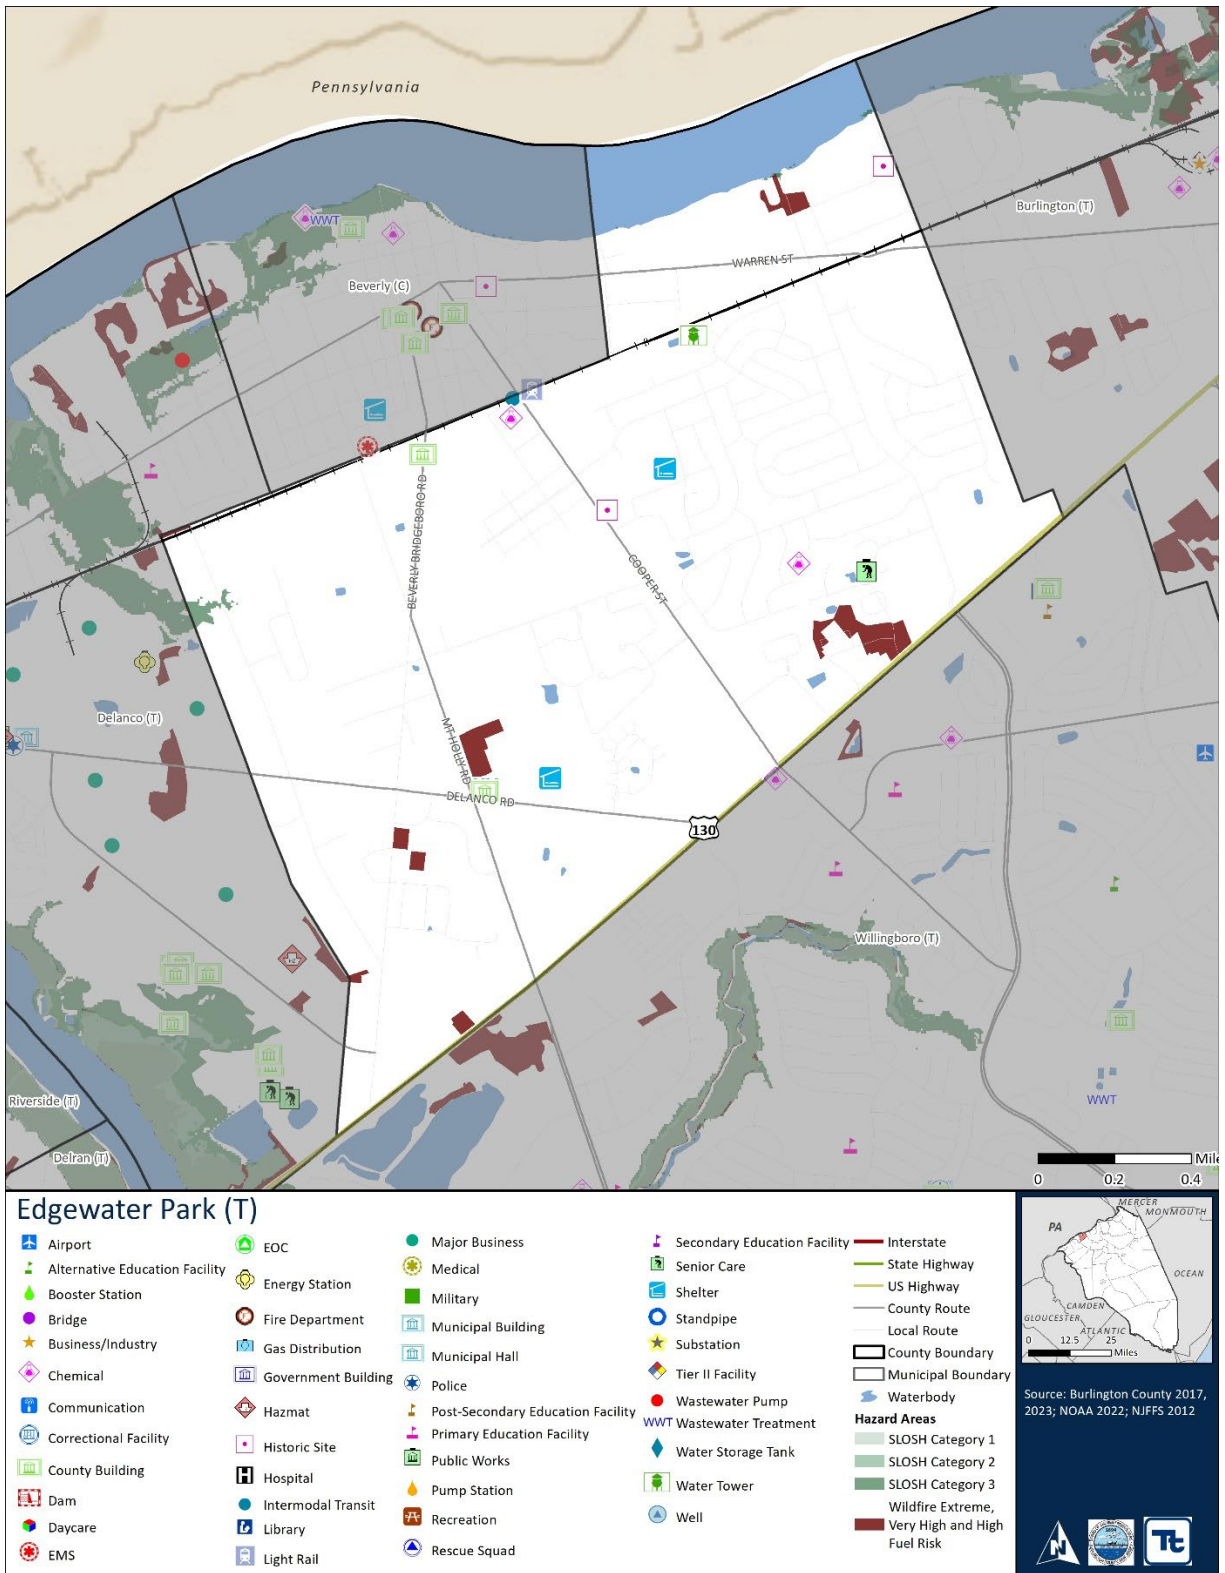 Pennsylvania
Burlington (T)
WWT
WARREN ST
Beverly (C)
BEVERLY BRIDGEBORO RD
COOPER ST
Delanco (T)
MT HOLLY RD
DELANCO RD
130
Willingboro (T)
WWT
Riverside (T)
Delran (T)
Mile
0 0.2 0.4
Edgewater Park (T)
Airport
Alternative Education Facility
Booster Station
Bridge
Business/Industry
Chemical
Communication
Correctional Facility
County Building
Dam
Daycare
EMS
EOC
Energy Station
Fire Department
Gas Distribution
Government Building
Hazmat
Historic Site
Hospital
Intermodal Transit
Library
Light Rail
Major Business
Medical
Military
Municipal Building
Municipal Hall
Police
Post-Secondary Education Facility
Primary Education Facility
Public Works
Pump Station
Recreation
Rescue Squad
Secondary Education Facility
Senior Care
Shelter
Standpipe
Substation
Tier II Facility
Wastewater Pump
WWT Wastewater Treatment
Water Storage Tank
Water Tower
Well
Interstate
State Highway
US Highway
County Route
Local Route
County Boundary
Municipal Boundary
Waterbody
Hazard Areas
SLOSH Category 1
SLOSH Category 2
SLOSH Category 3
Wildfire Extreme,
Very High and High
Fuel Risk
MERCER
MONMOUTH
PA
OCEAN
CAMDEN
GLOUCESTER
ATLANTIC
0 12.5 25
Miles
Source: Burlington County 2017,
2023; NOAA 2022; NJFFS 2012
N
Tt